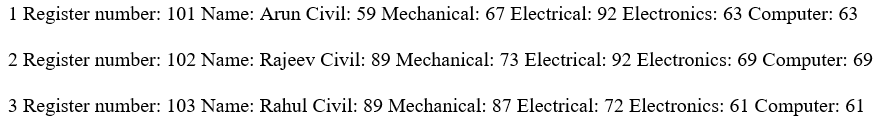 1 Register number: 101 Name: Arun Civil: 59 Mechanical: 67 Electrical: 92 Electronics: 63 Computer: 63
2 Register number: 102 Name: Rajeev Civil: 89 Mechanical: 73 Electrical: 92 Electronics: 69 Computer: 69
3 Register number: 103 Name: Rahul Civil: 89 Mechanical: 87 Electrical: 72 Electronics: 61 Computer: 61